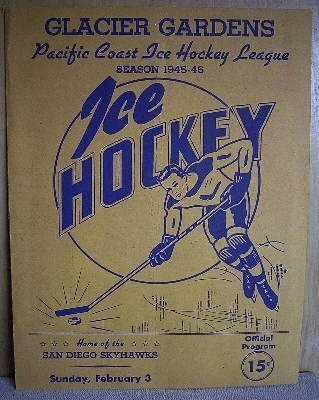 GLACIER GARDENS
Pacific Coast Ice Hockey League
SEASON 1945-46
Ice
HOCKEY
Home of the
SAN DIEGO SKYHAWKS
Official
Program
15¢
Sunday, February 3